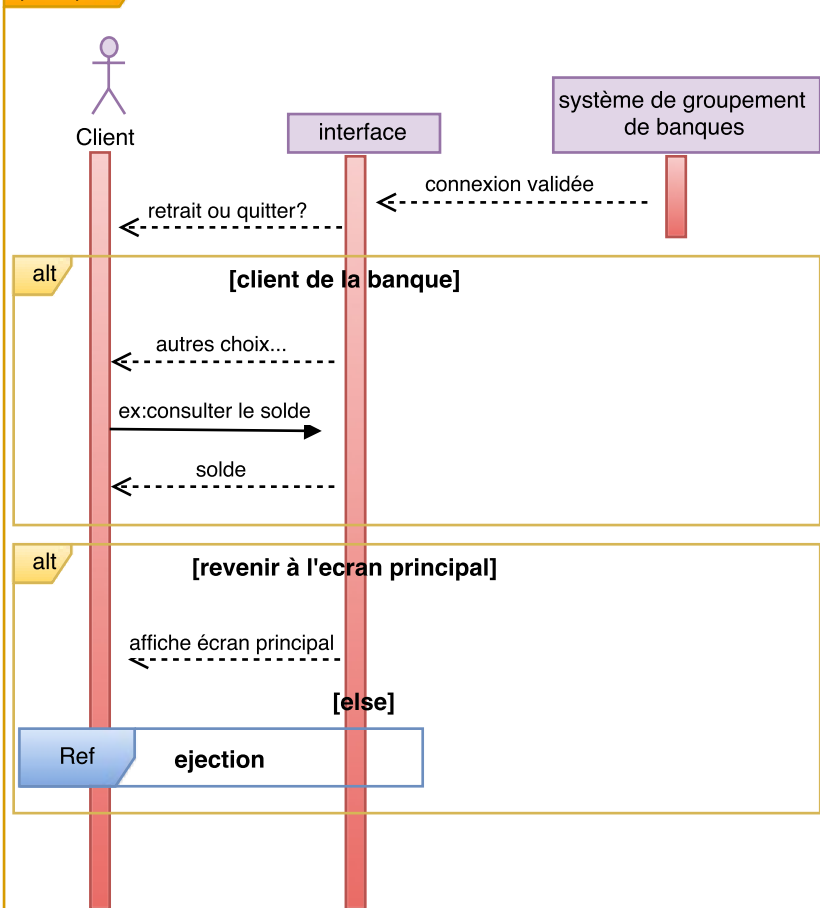 Client
interface
système de groupement
de banques
connexion validée
retrait ou quitter?
alt
[client de la banque]
autres choix...
ex:consulter le solde
solde
alt
[revenir à l'ecran principal]
affiche écran principal
[else]
Ref
ejection